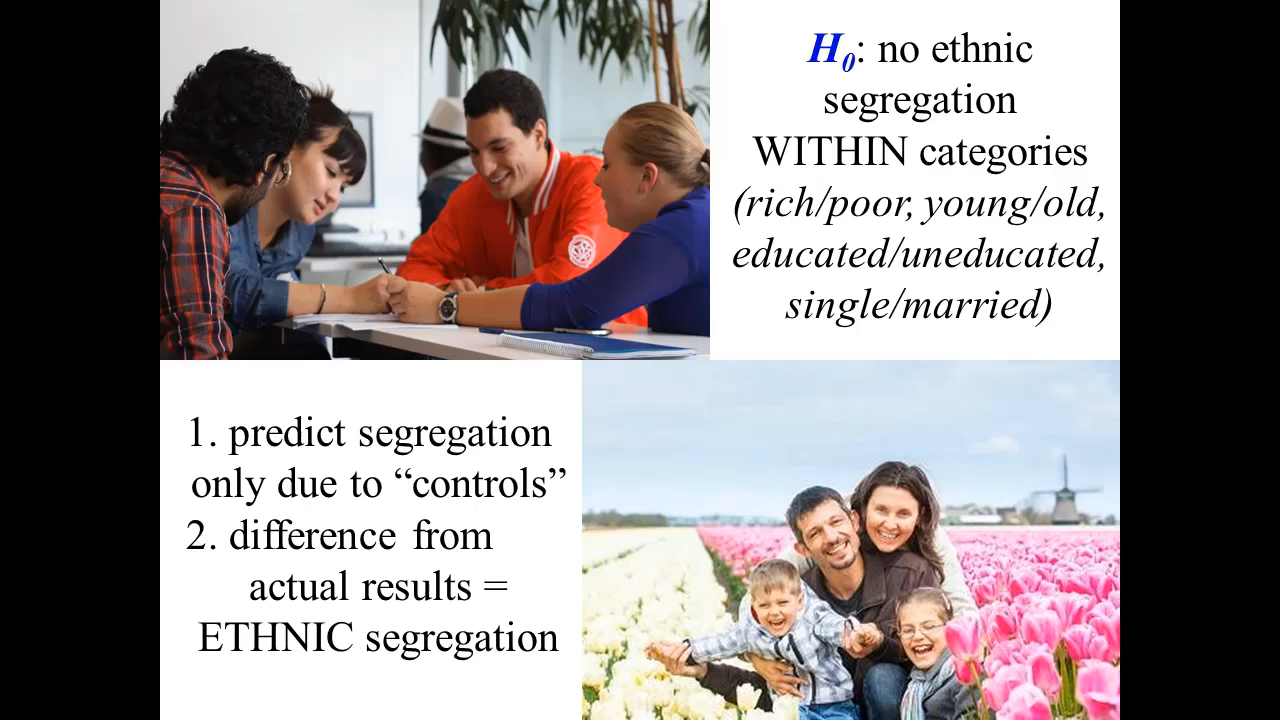 H0: no ethnic
segregation
WITHIN categories
(rich/poor, young/old,
educated/uneducated,
single/married)
1. predict segregation
only due to “controls”
2. difference from
actual results =
ETHNIC segregation